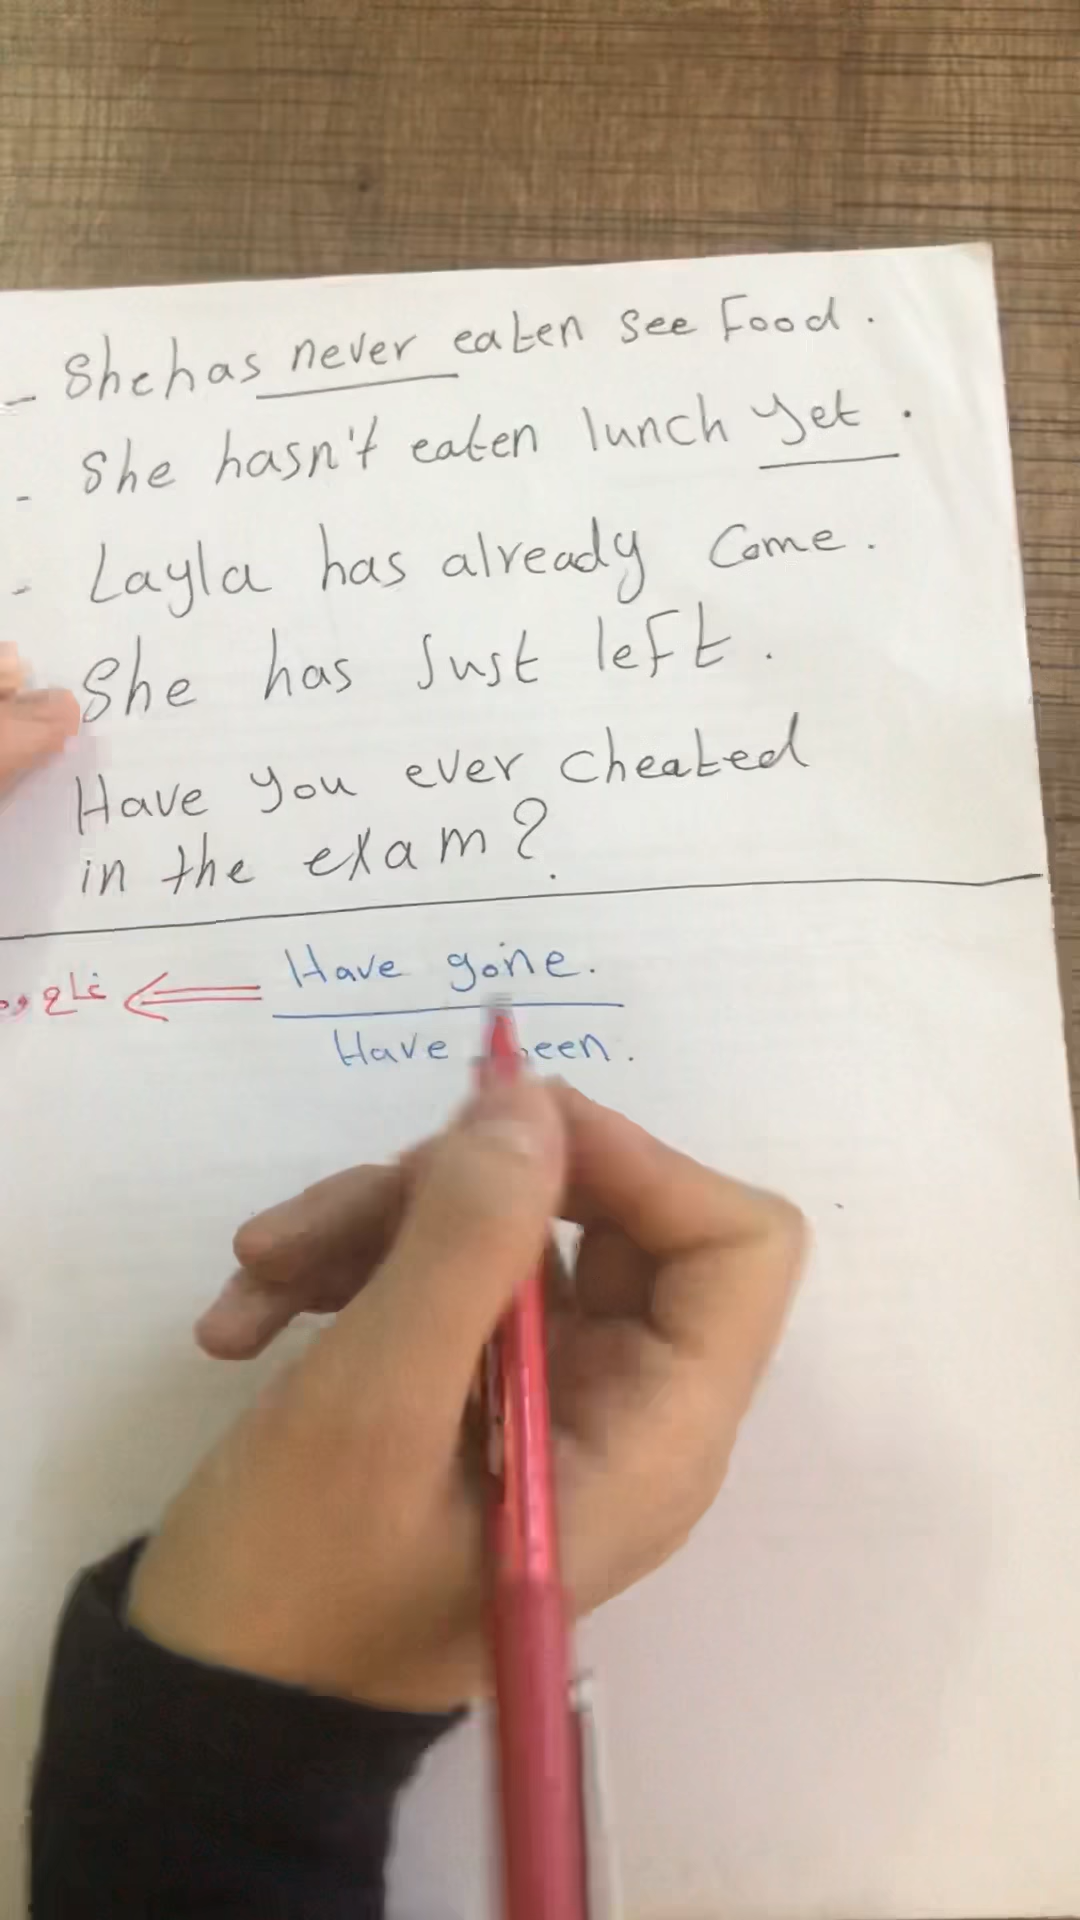 - She has never eaten see Food.
- She hasn't eaten lunch yet.
- Layla has already Come.
She has Just left.
Have you ever cheated
in the exam?
Have gone.
Have been.